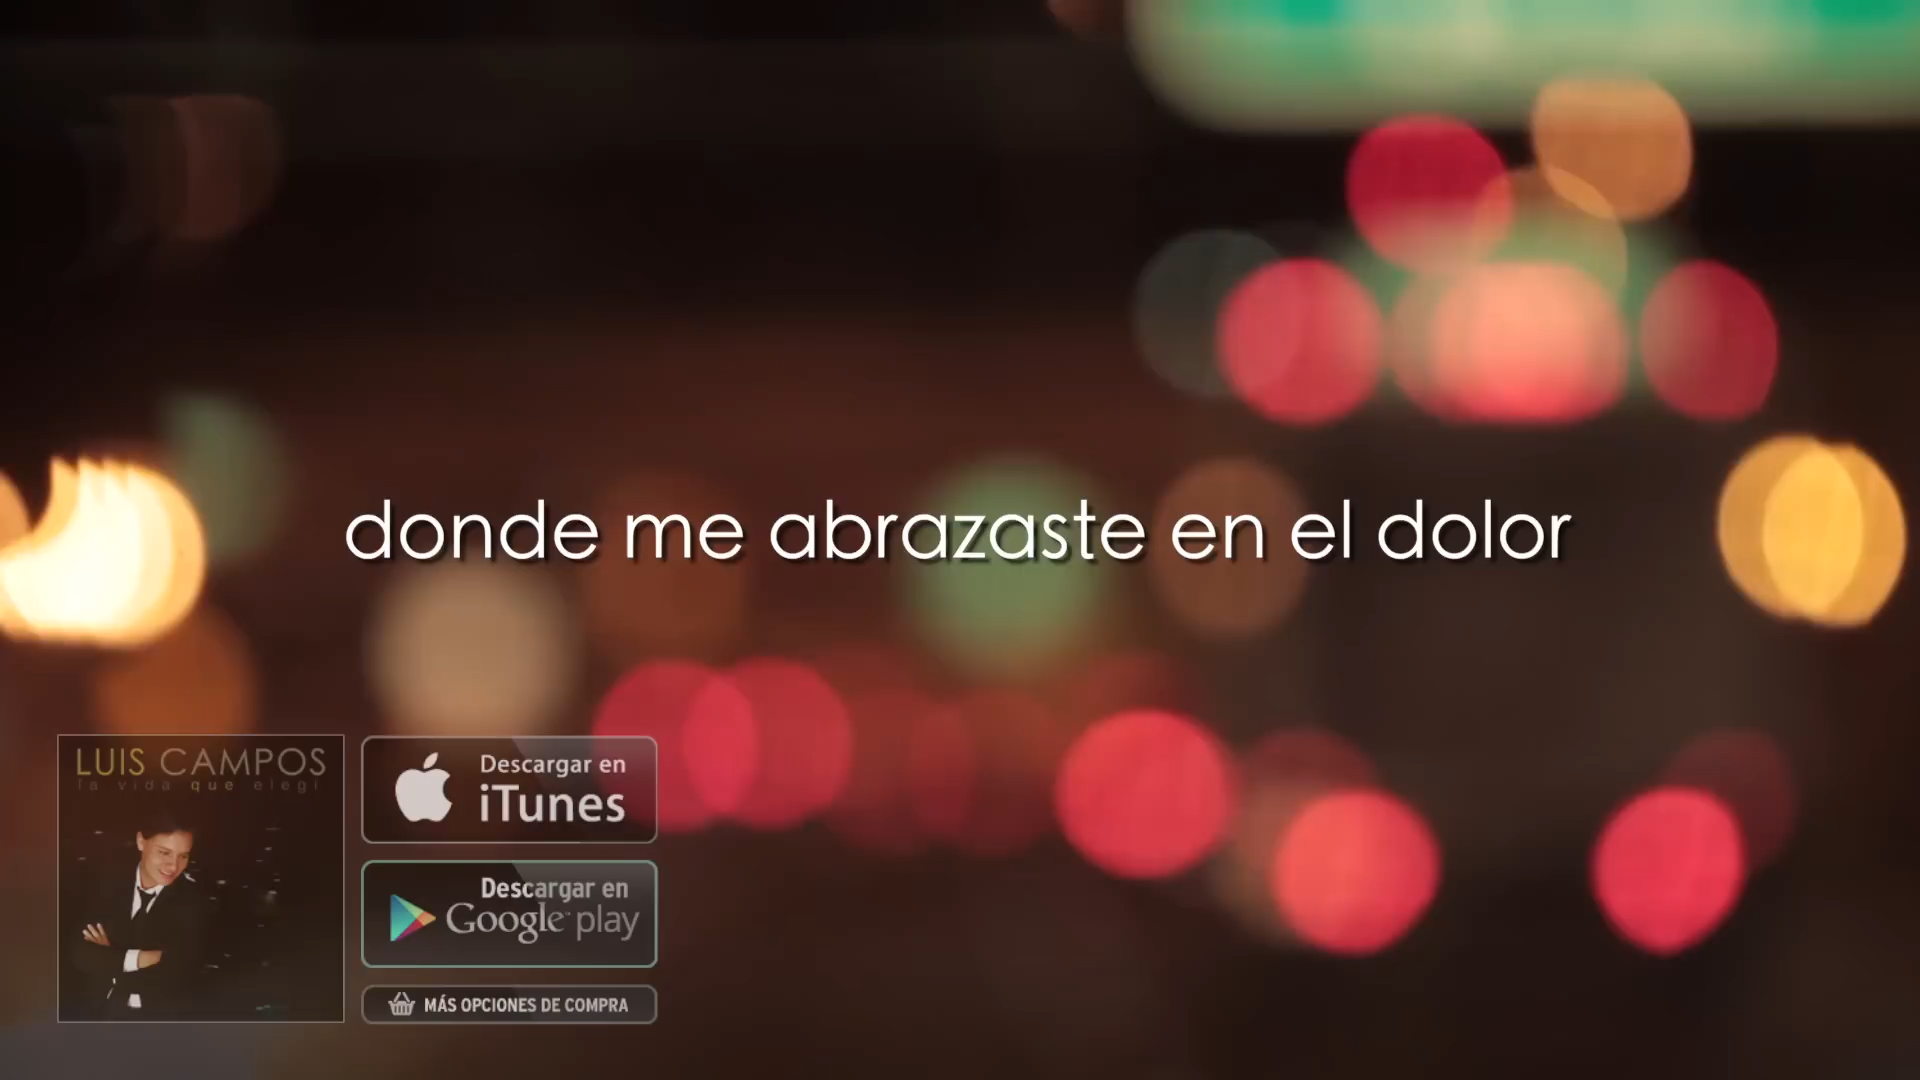 donde me abrazaste en el dolor
LUIS CAMPOS
la vida que elegi
Descargar en
iTunes
Descargar en
Google play
MÁS OPCIONES DE COMPRA